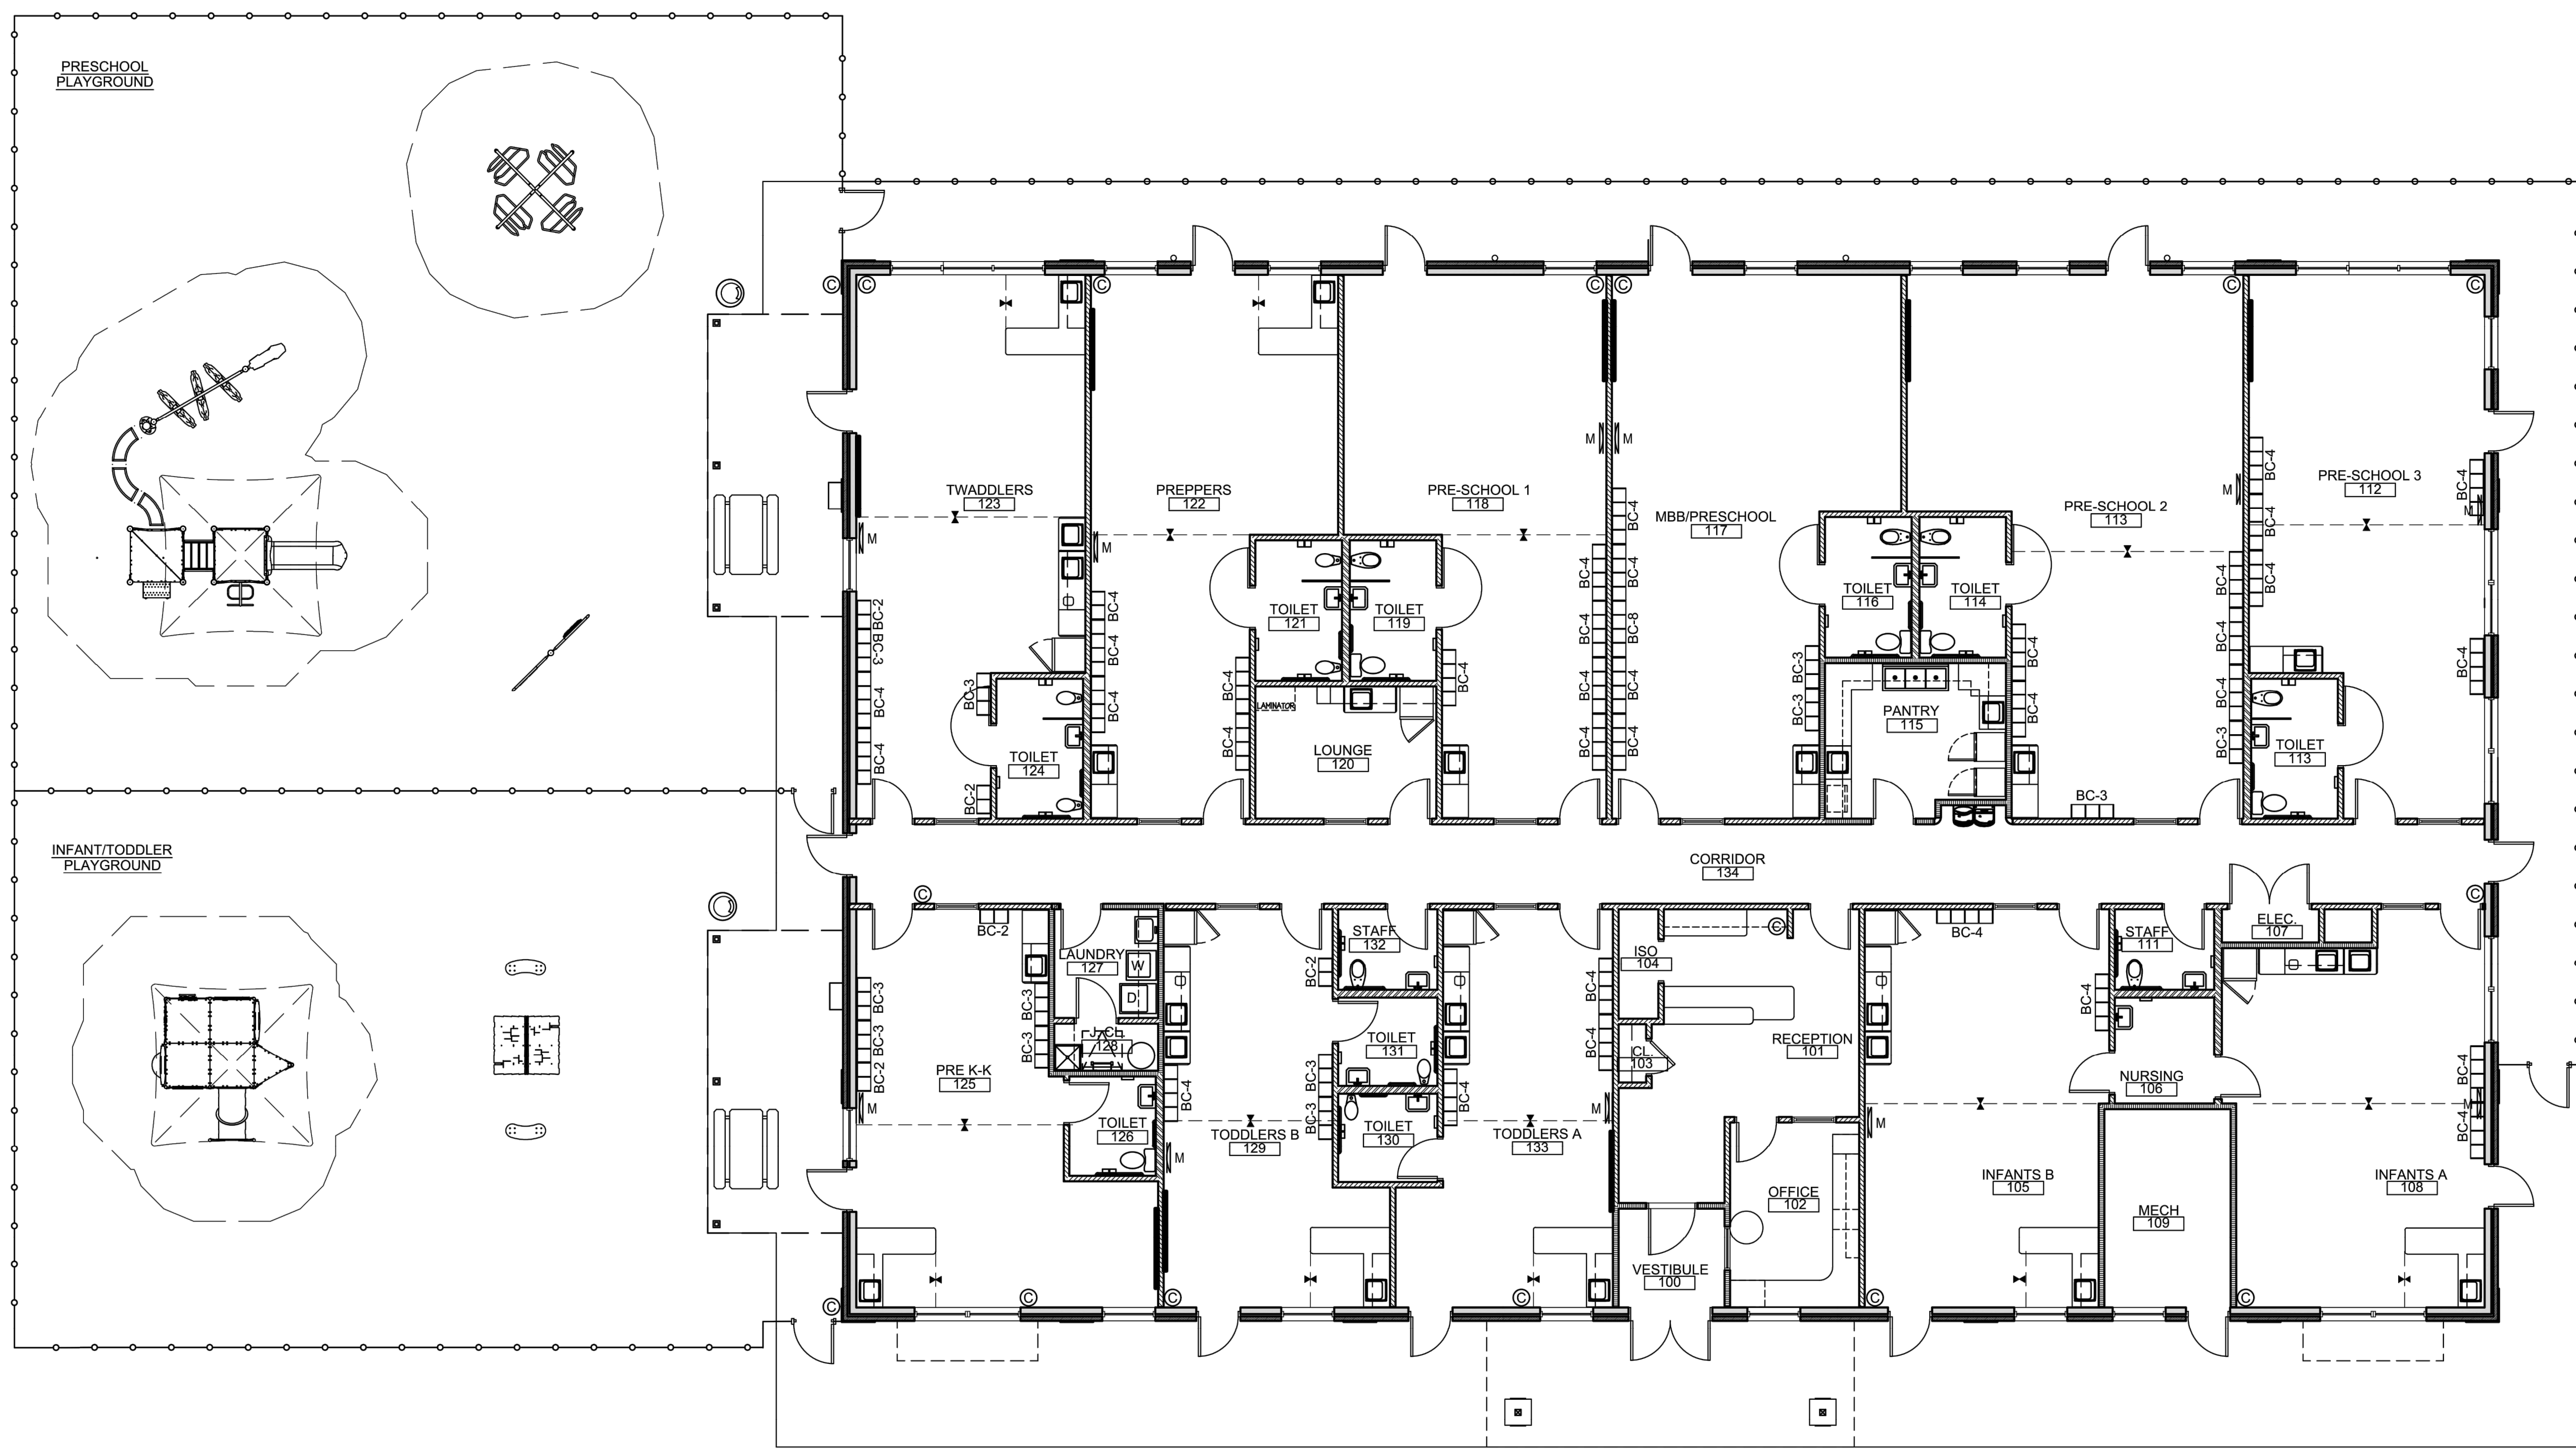 PRESCHOOL
PLAYGROUND
C
C
C
C
C
C
C
M
M
TWADDLERS
123
PREPPERS
122
PRE-SCHOOL 1
118
MBB/PRESCHOOL
117
PRE-SCHOOL 2
113
PRE-SCHOOL 3
112
M
M
M
M
BC-4
BC-4
BC-4
BC-4
BC-4
BC-4
BC-4
BC-4
BC-8
BC-4
BC-4
BC-4
BC-4
BC-4
BC-4
BC-4
BC-4
BC-3
TOILET
121
TOILET
119
TOILET
116
TOILET
114
BC-2
BC-3
BC-4
BC-4
BC-3
BC-2
BC-4
BC-4
BC-4
BC-4
BC-4
BC-4
BC-3
BC-3
BC-4
BC-4
BC-3
LAMINATOR
LOUNGE
120
PANTRY
115
TOILET
124
TOILET
113
INFANT/TODDLER
PLAYGROUND
CORRIDOR
134
C
C
C
BC-2
LAUNDRY
127
W
D
STAFF
132
BC-2
ISO
104
BC-4
STAFF
111
ELEC.
107
BC-3
BC-3
BC-2
BC-3
BC-3
J. CL
128
TOILET
131
BC-4
BC-4
CL.
103
RECEPTION
101
BC-4
NURSING
106
BC-4
BC-4
PRE K-K
125
M
TOILET
126
BC-4
M
TODDLERS B
129
BC-3
BC-3
TOILET
130
BC-4
TODDLERS A
133
M
M
M
OFFICE
102
INFANTS B
105
MECH
109
INFANTS A
108
VESTIBULE
100
C
C
C
C
C
C